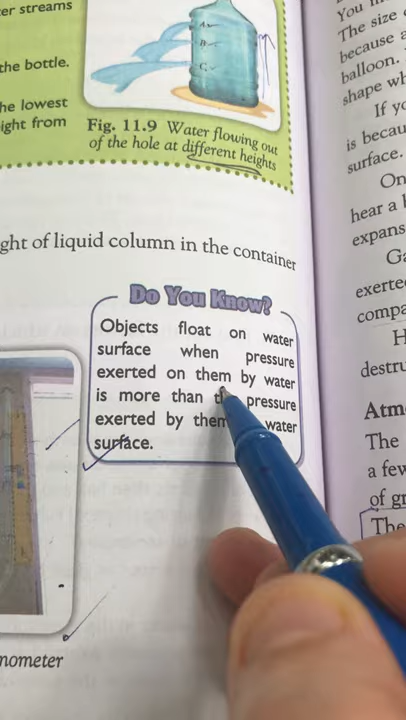 er streams
the bottle.
he lowest
ight from
A
B
C
Fig. 11.9 Water flowing out
of the hole at different heights
ght of liquid column in the container
Do You Know?
Objects float on water
surface when pressure
exerted on them by water
is more than pressure
exerted by them water
surface.
nometer
You
The size
because a
balloon.
shape wh
If yo
is becau
surface.
On
hear a
expans
Ga
exerte
compa
H
destru
Atm
The
a few
of gr
The